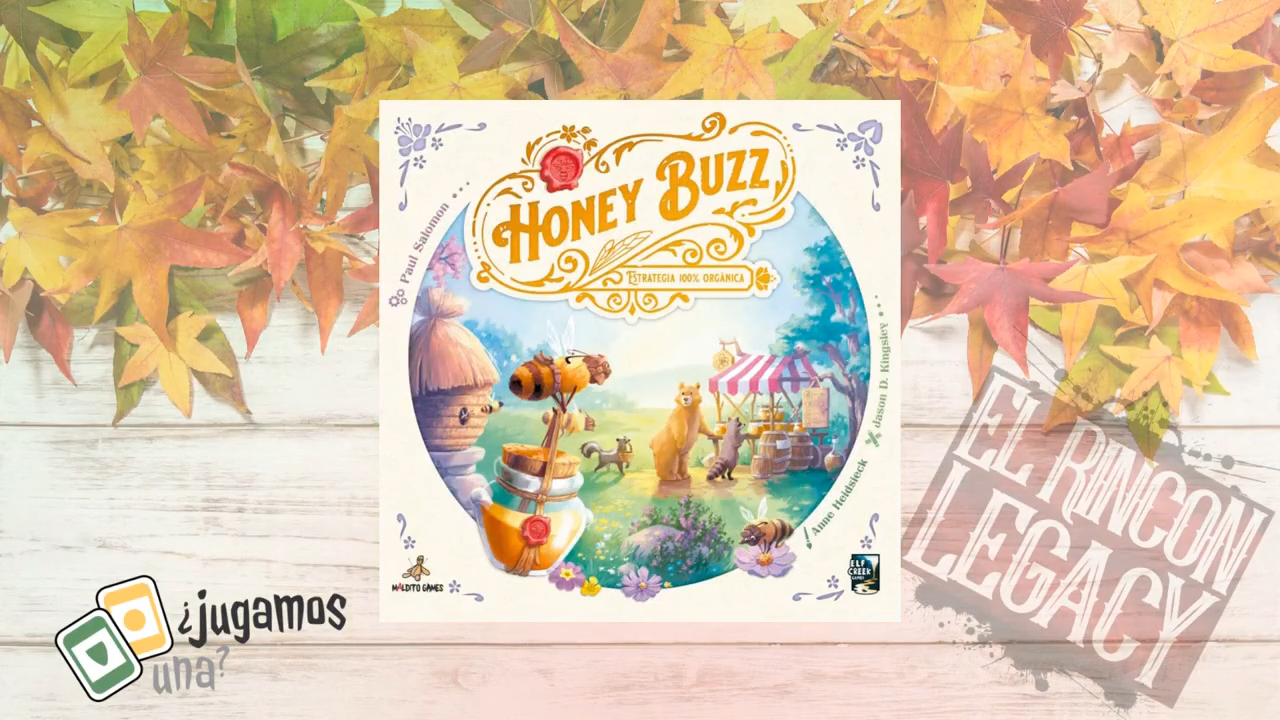 HONEY BUZZ
ESTRATEGIA 100% ORGÁNICA
Paul Salomon
Jason D. Kingsley
Anne Heidsieck
MALDITO GAMES
ELF
CREEK
GAMES
¿jugamos
una?
EL RINCON
LEGACY